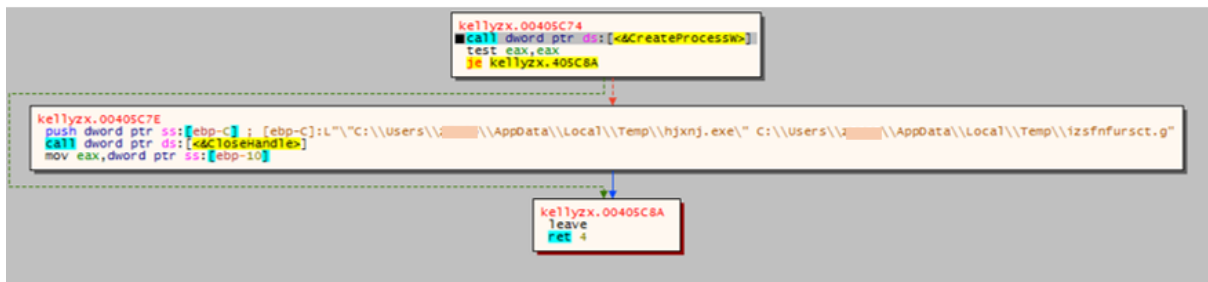 kellyzx.00405C74
call dword ptr ds:[<&CreateProcessW>]
test eax,eax
je kellyzx.405C8A
kellyzx.00405C7E
push dword ptr ss:[ebp-C] ; [ebp-C]:L"\"C:\\Users\\z\\AppData\\Local\\Temp\\hjxnj.exe\" C:\\Users\\z\\AppData\\Local\\Temp\\izsfnfursct.g"
call dword ptr ds:[<&CloseHandle>]
mov eax,dword ptr ss:[ebp-10]
kellyzx.00405C8A
leave
ret 4